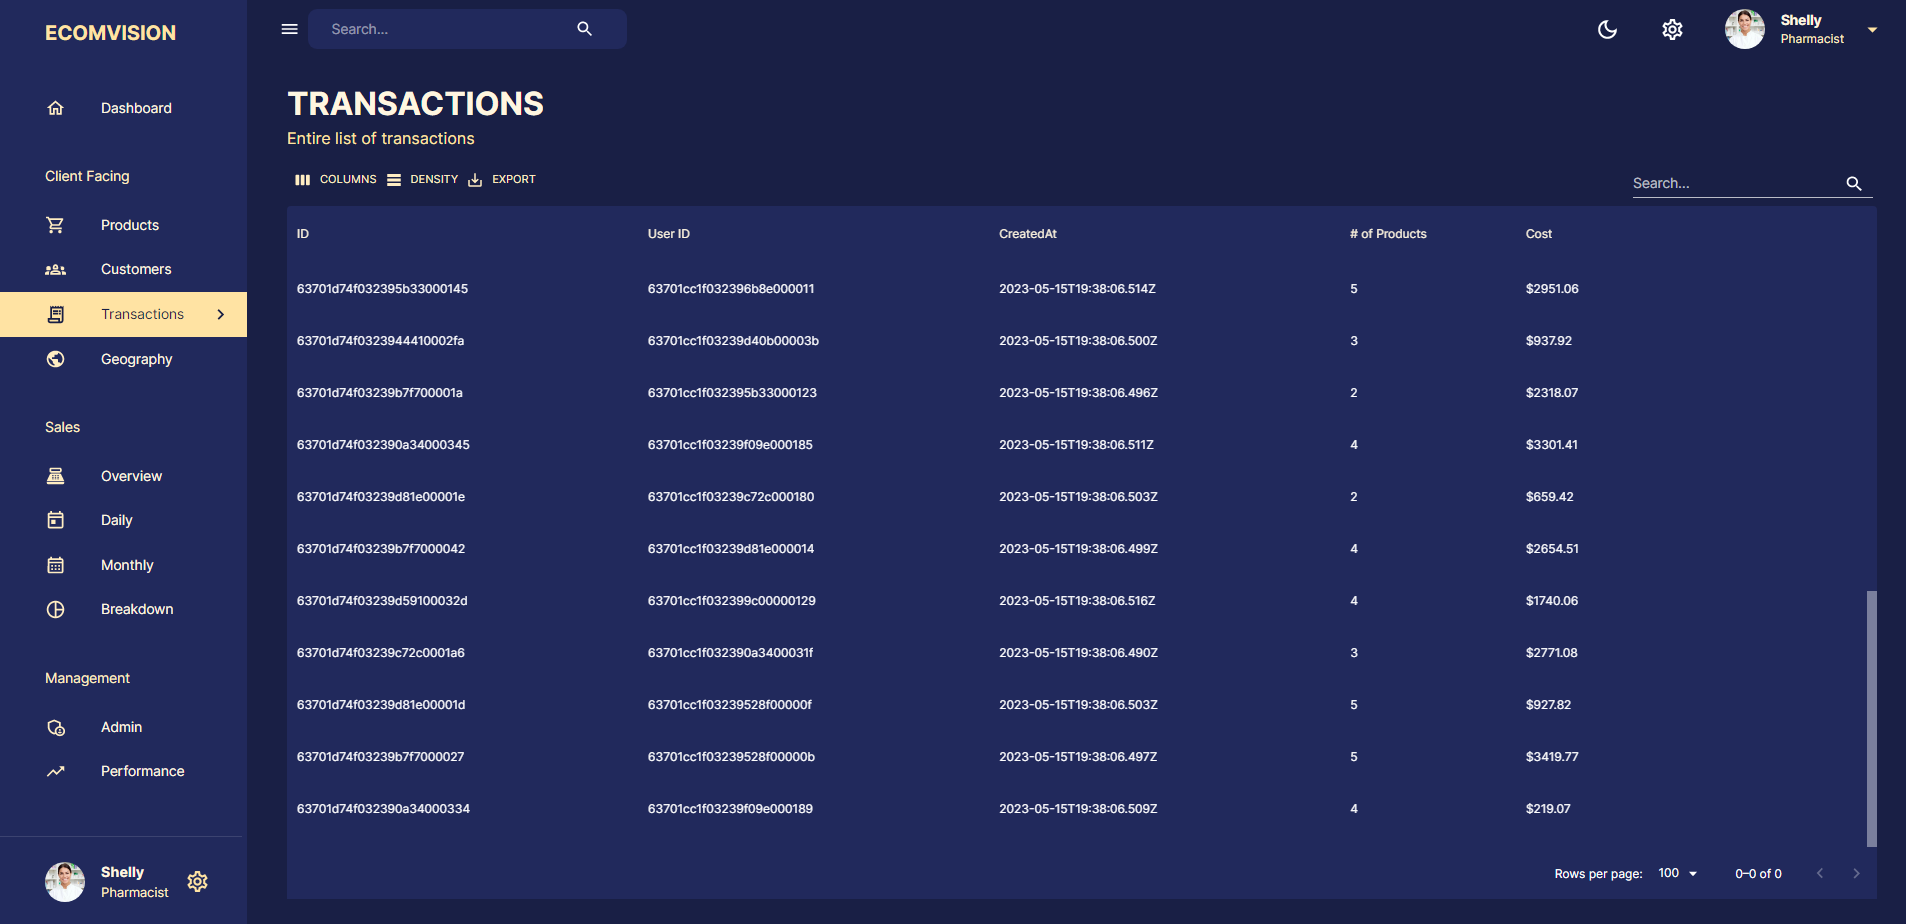 ECOMVISION
Dashboard
Client Facing
Products
Customers
Transactions
Geography
Sales
Overview
Daily
Monthly
Breakdown
Management
Admin
Performance
Shelly
Pharmacist
Search...
Shelly
Pharmacist
TRANSACTIONS
Entire list of transactions
COLUMNS DENSITY EXPORT
Search...
ID User ID CreatedAt # of Products Cost
63701d74f032395b33000145 63701cc1f032396b8e000011 2023-05-15T19:38:06.514Z 5 $2951.06
63701d74f0323944410002fa 63701cc1f03239d40b00003b 2023-05-15T19:38:06.500Z 3 $937.92
63701d74f03239b7f700001a 63701cc1f032395b33000123 2023-05-15T19:38:06.496Z 2 $2318.07
63701d74f032390a34000345 63701cc1f03239f09e000185 2023-05-15T19:38:06.511Z 4 $3301.41
63701d74f03239d81e00001e 63701cc1f03239c72c000180 2023-05-15T19:38:06.503Z 2 $659.42
63701d74f03239b7f7000042 63701cc1f03239d81e000014 2023-05-15T19:38:06.499Z 4 $2654.51
63701d74f03239d59100032d 63701cc1f032399c00000129 2023-05-15T19:38:06.516Z 4 $1740.06
63701d74f03239c72c0001a6 63701cc1f032390a3400031f 2023-05-15T19:38:06.490Z 3 $2771.08
63701d74f03239d81e00001d 63701cc1f03239528f00000f 2023-05-15T19:38:06.503Z 5 $927.82
63701d74f03239b7f7000027 63701cc1f03239528f00000b 2023-05-15T19:38:06.497Z 5 $3419.77
63701d74f032390a34000334 63701cc1f03239f09e000189 2023-05-15T19:38:06.509Z 4 $219.07
Rows per page: 100 0–0 of 0